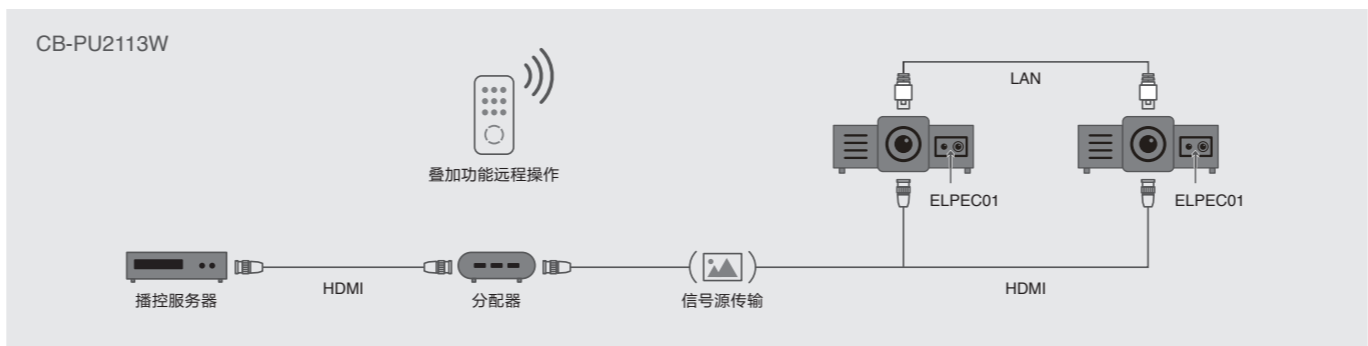 CB-PU2113W
LAN
叠加功能远程操作
ELPEC01
ELPEC01
HDMI
HDMI
播控服务器
分配器
信号源传输